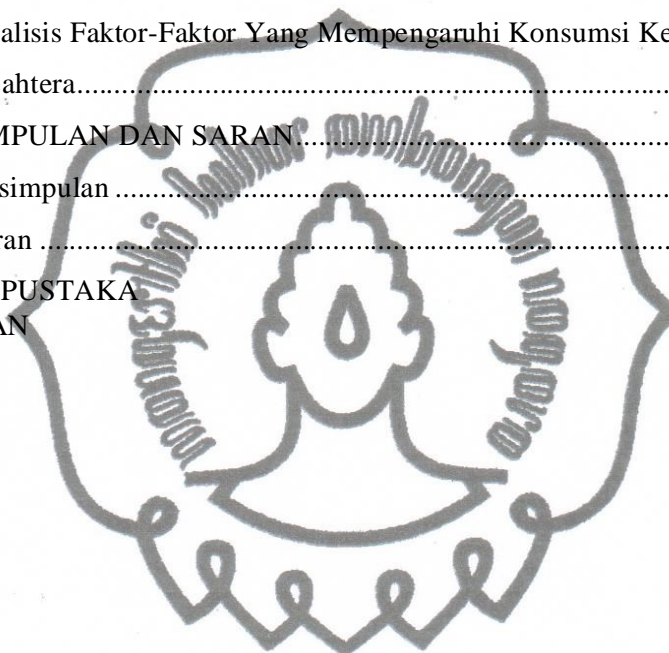 alisis Faktor-Faktor Yang Mempengaruhi Konsumsi Ke
ahtera.......................................................................................
MPULAN DAN SARAN....................................................
simpulan ................................................................................
ran ...........................................................................................
PUSTAKA
AN